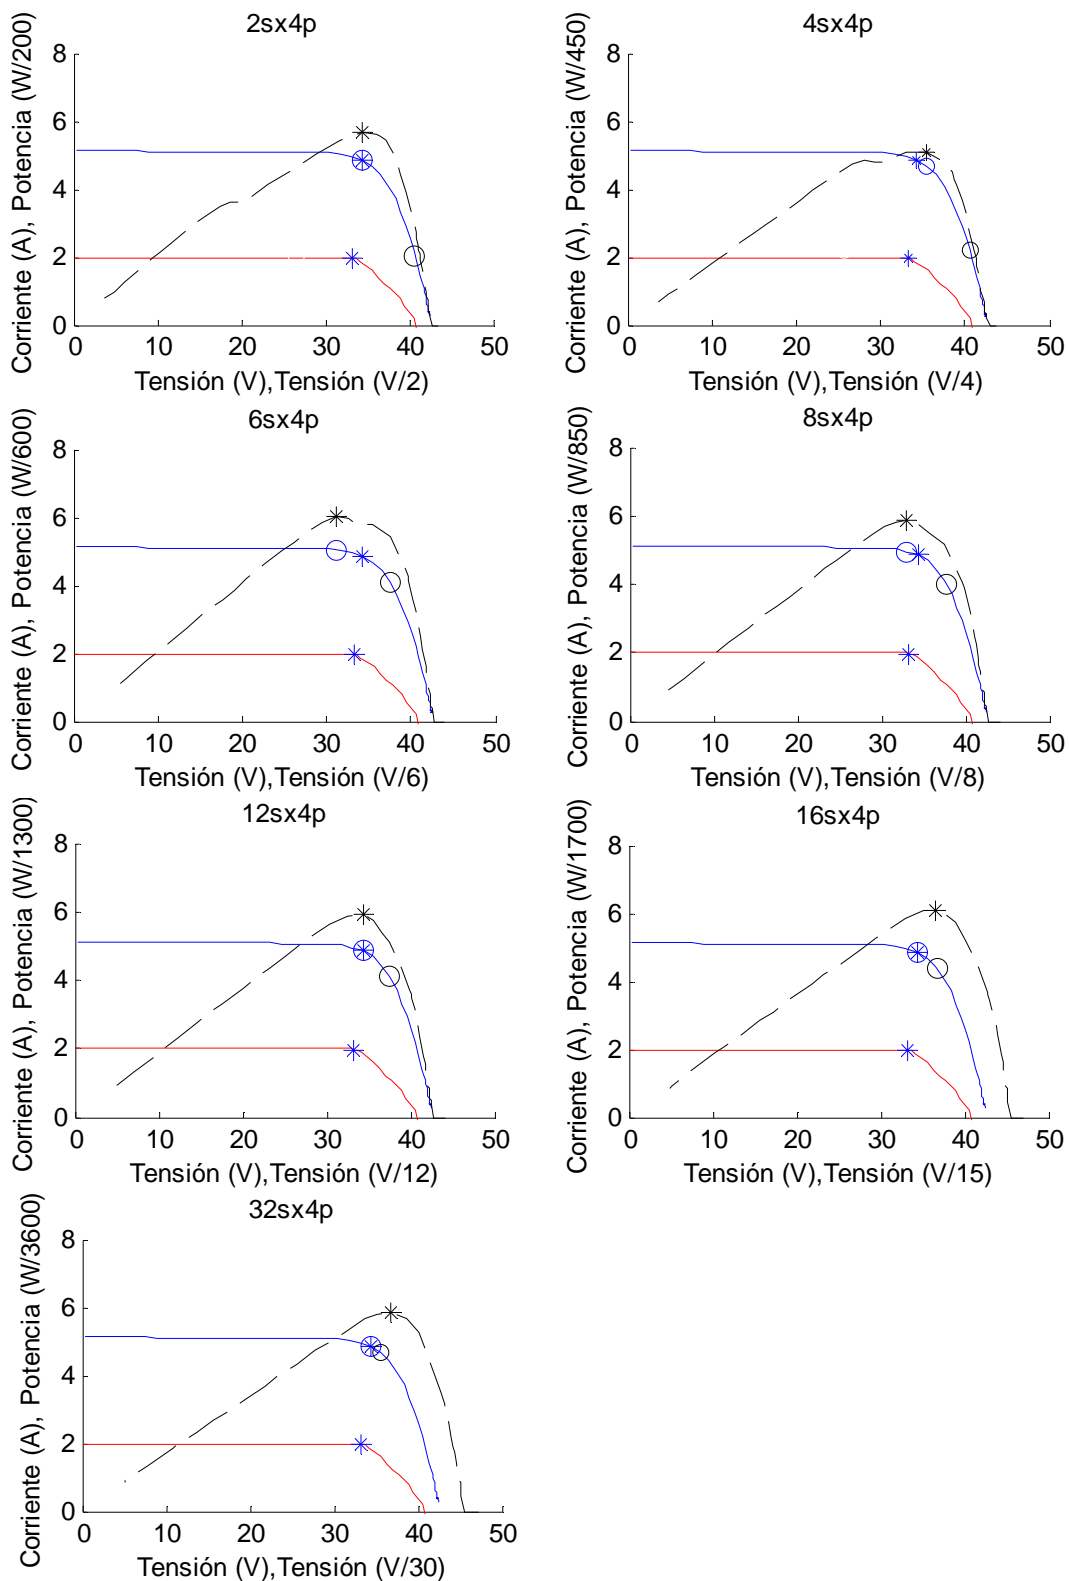 2sx4p
Corriente (A), Potencia (W/200)
8
6
4
2
0
0 10 20 30 40 50
Tensión (V),Tensión (V/2)
4sx4p
Corriente (A), Potencia (W/450)
8
6
4
2
0
0 10 20 30 40 50
Tensión (V),Tensión (V/4)
6sx4p
Corriente (A), Potencia (W/600)
8
6
4
2
0
0 10 20 30 40 50
Tensión (V),Tensión (V/6)
8sx4p
Corriente (A), Potencia (W/850)
8
6
4
2
0
0 10 20 30 40 50
Tensión (V),Tensión (V/8)
12sx4p
Corriente (A), Potencia (W/1300)
8
6
4
2
0
0 10 20 30 40 50
Tensión (V),Tensión (V/12)
16sx4p
Corriente (A), Potencia (W/1700)
8
6
4
2
0
0 10 20 30 40 50
Tensión (V),Tensión (V/15)
32sx4p
Corriente (A), Potencia (W/3600)
8
6
4
2
0
0 10 20 30 40 50
Tensión (V),Tensión (V/30)